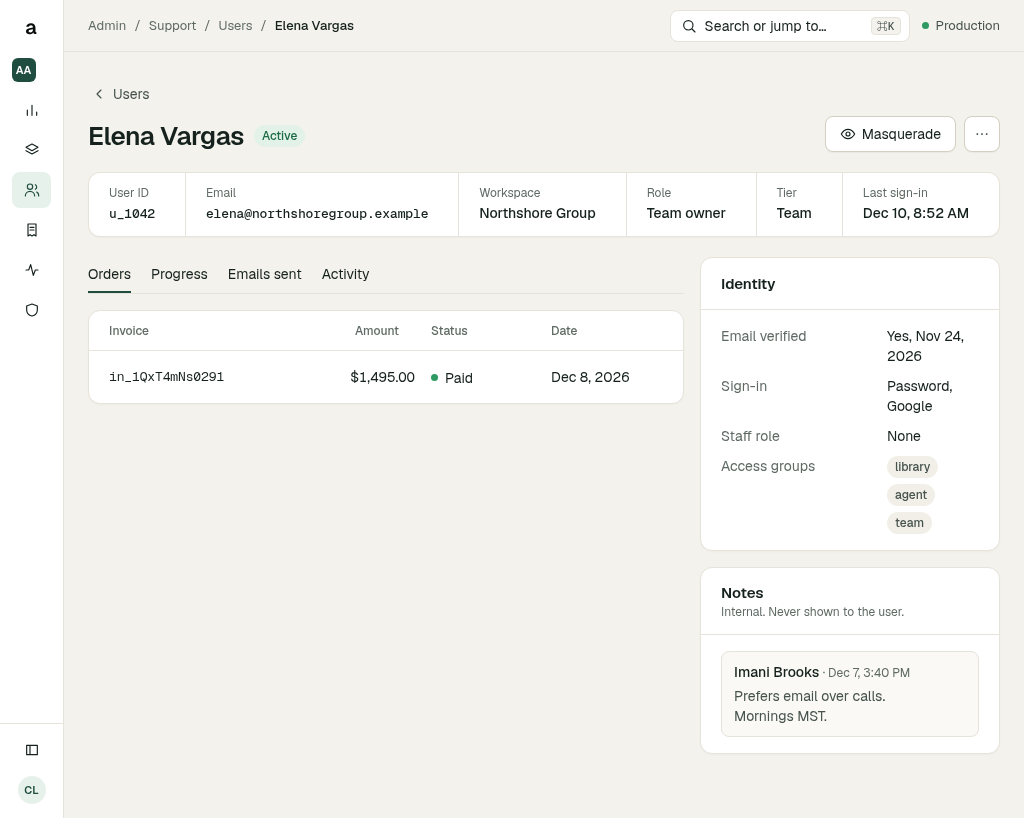 a
Admin / Support / Users / Elena Vargas
Search or jump to… ⌘K
Production
AA
Users
Elena Vargas Active
Masquerade ···
User ID Email Workspace Role Tier Last sign-in
u_1042 elena@northshoregroup.example Northshore Group Team owner Team Dec 10, 8:52 AM
Orders Progress Emails sent Activity
Invoice Amount Status Date
in_1QxT4mNs0291 $1,495.00 Paid Dec 8, 2026
Identity
Email verified Yes, Nov 24,
2026
Sign-in Password,
Google
Staff role None
Access groups library
agent
team
Notes
Internal. Never shown to the user.
Imani Brooks · Dec 7, 3:40 PM
Prefers email over calls.
Mornings MST.
CL